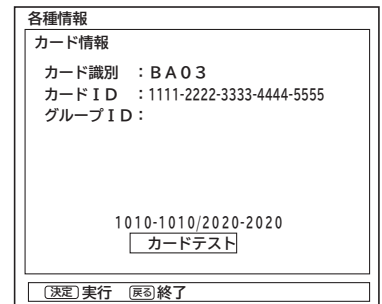 各種情報
カード情報
カード識別 ：ＢＡ０３
カードＩＤ ：1111-2222-3333-4444-5555
グループＩＤ：
1010-1010/2020-2020
カードテスト
決定 実行 戻る 終了